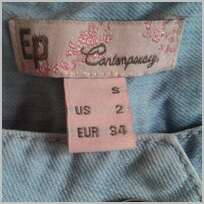 Ep Contemporary
S
US 2
EUR 34